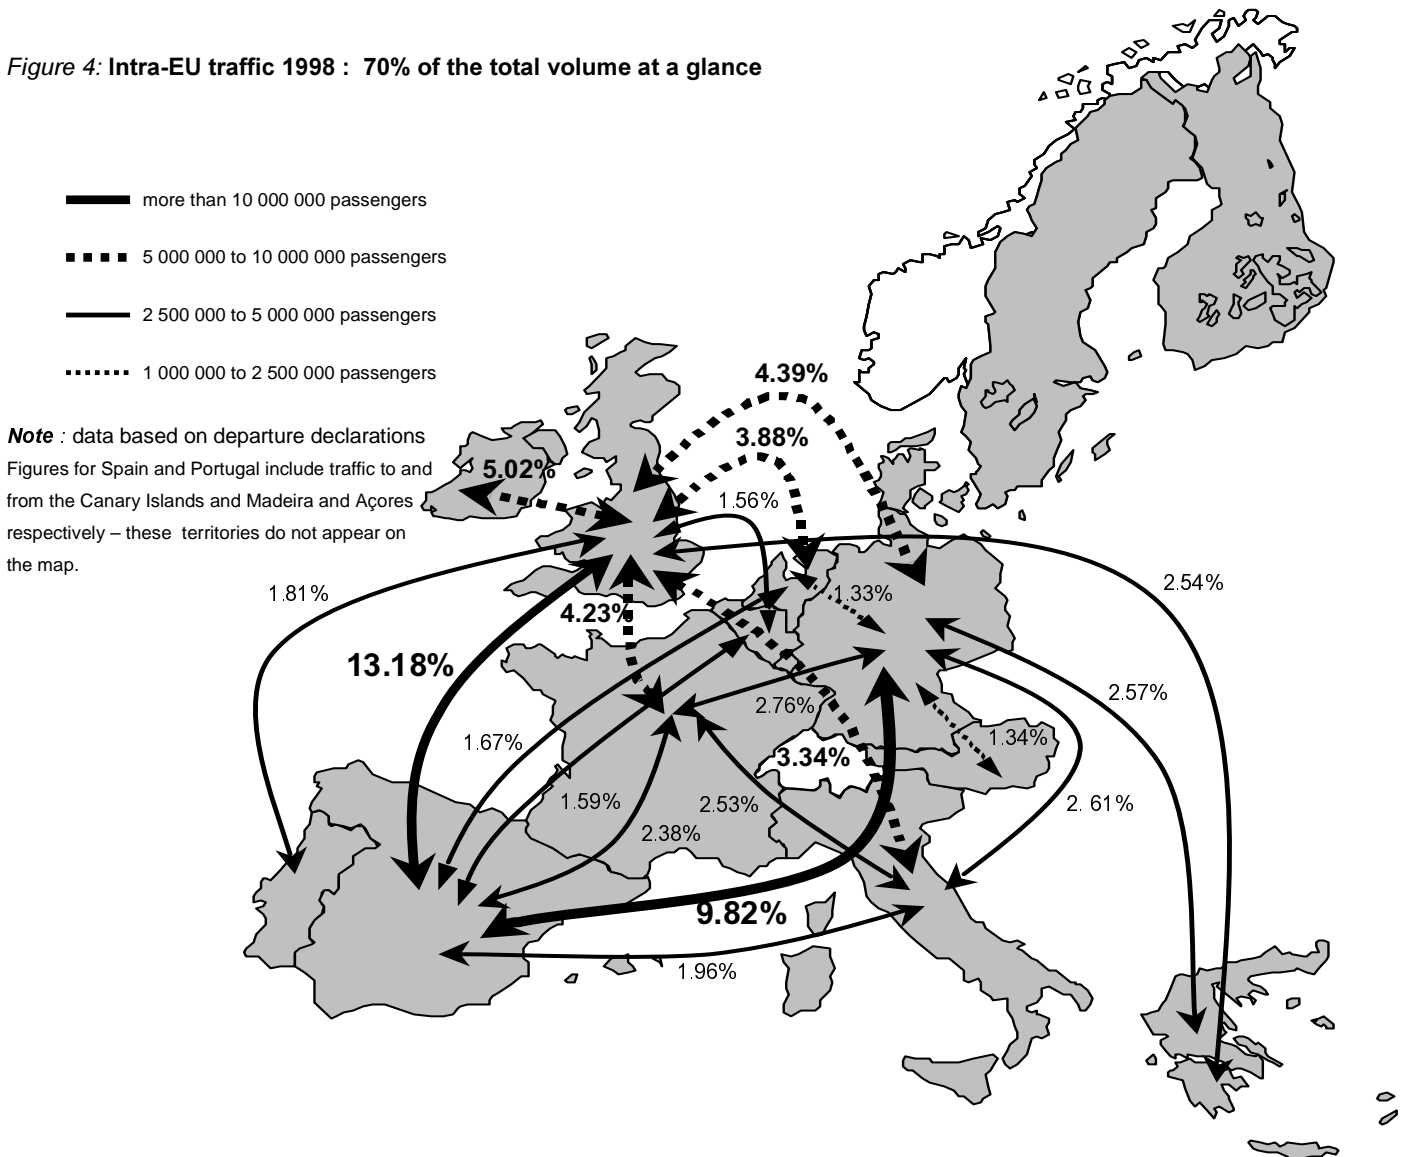 Figure 4: Intra-EU traffic 1998 : 70% of the total volume at a glance
more than 10 000 000 passengers
5 000 000 to 10 000 000 passengers
2 500 000 to 5 000 000 passengers
1 000 000 to 2 500 000 passengers
Note : data based on departure declarations
Figures for Spain and Portugal include traffic to and
from the Canary Islands and Madeira and Açores
respectively – these territories do not appear on
the map.
4.39%
3.88%
5.02%
1.56%
2.54%
1.81%
1.33%
4.23%
13.18%
2.57%
2.76%
1.67%
1.34%
3.34%
1.59%
2.53%
2. 61%
2.38%
9.82%
1.96%